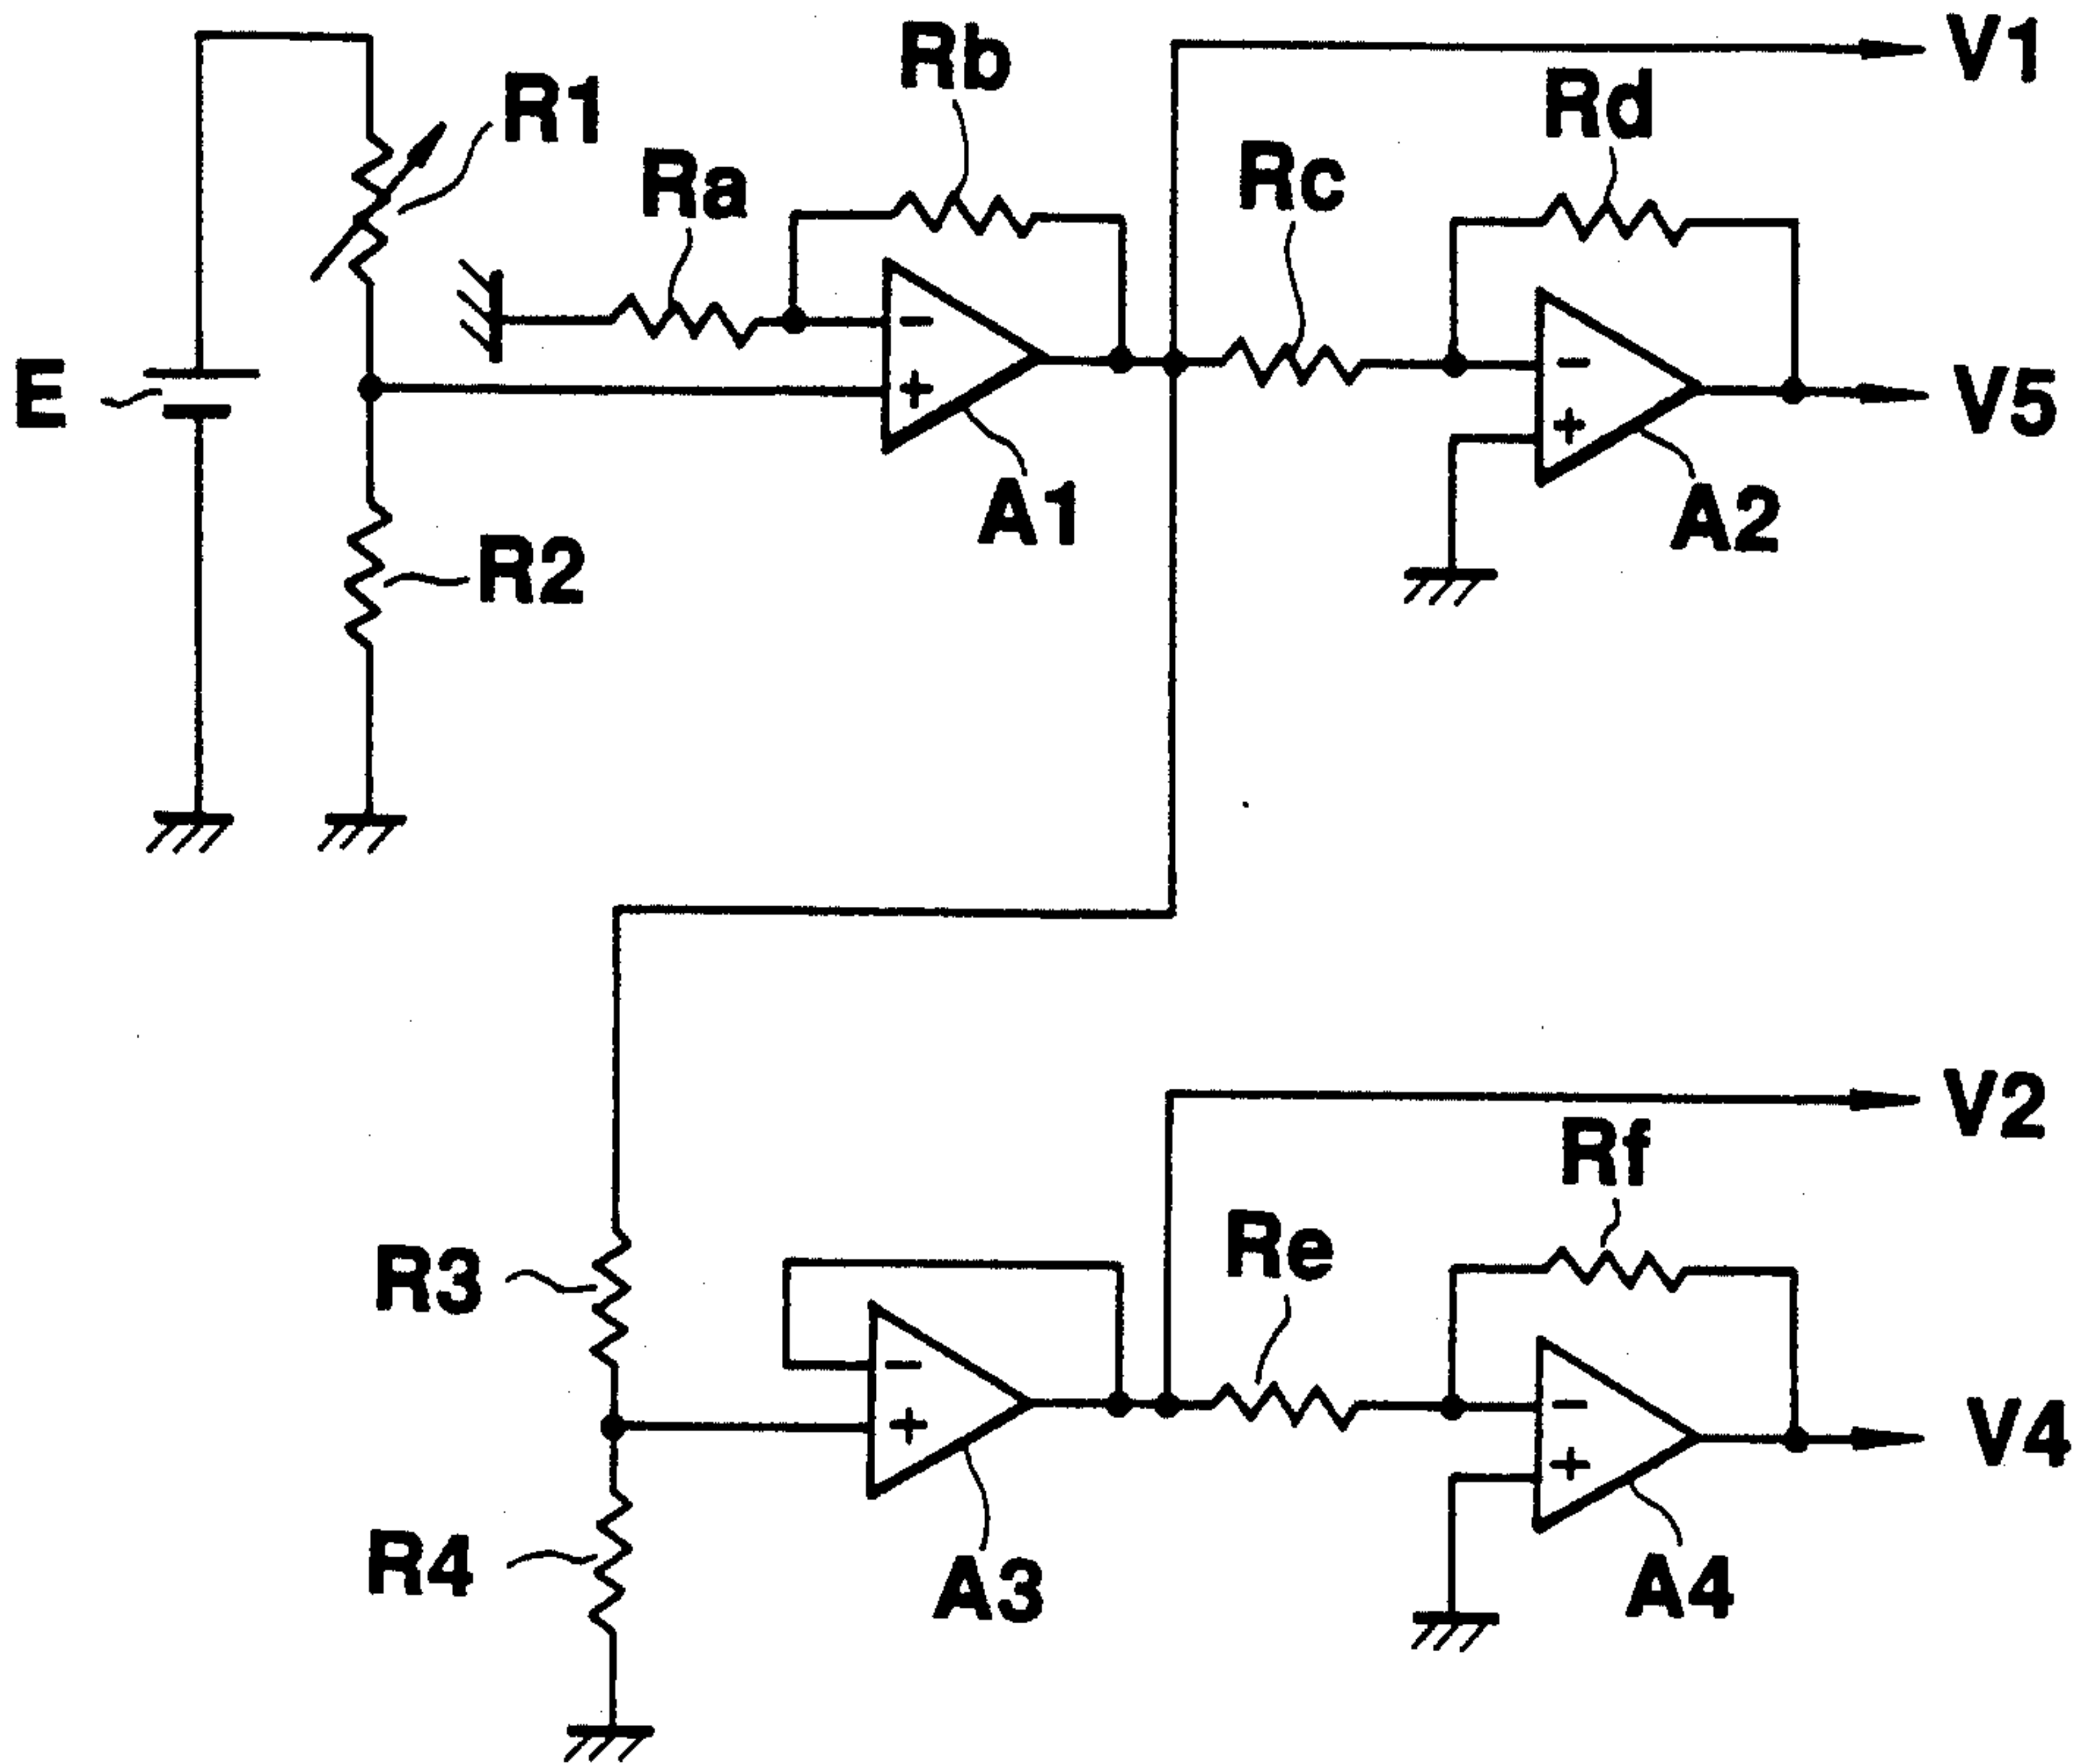 V1
Rb
R1
Rd
Ra
Rc
E
V5
-
+
-
+
A1
A2
R2
V2
Rf
Re
R3
-
+
-
+
V4
R4
A3
A4